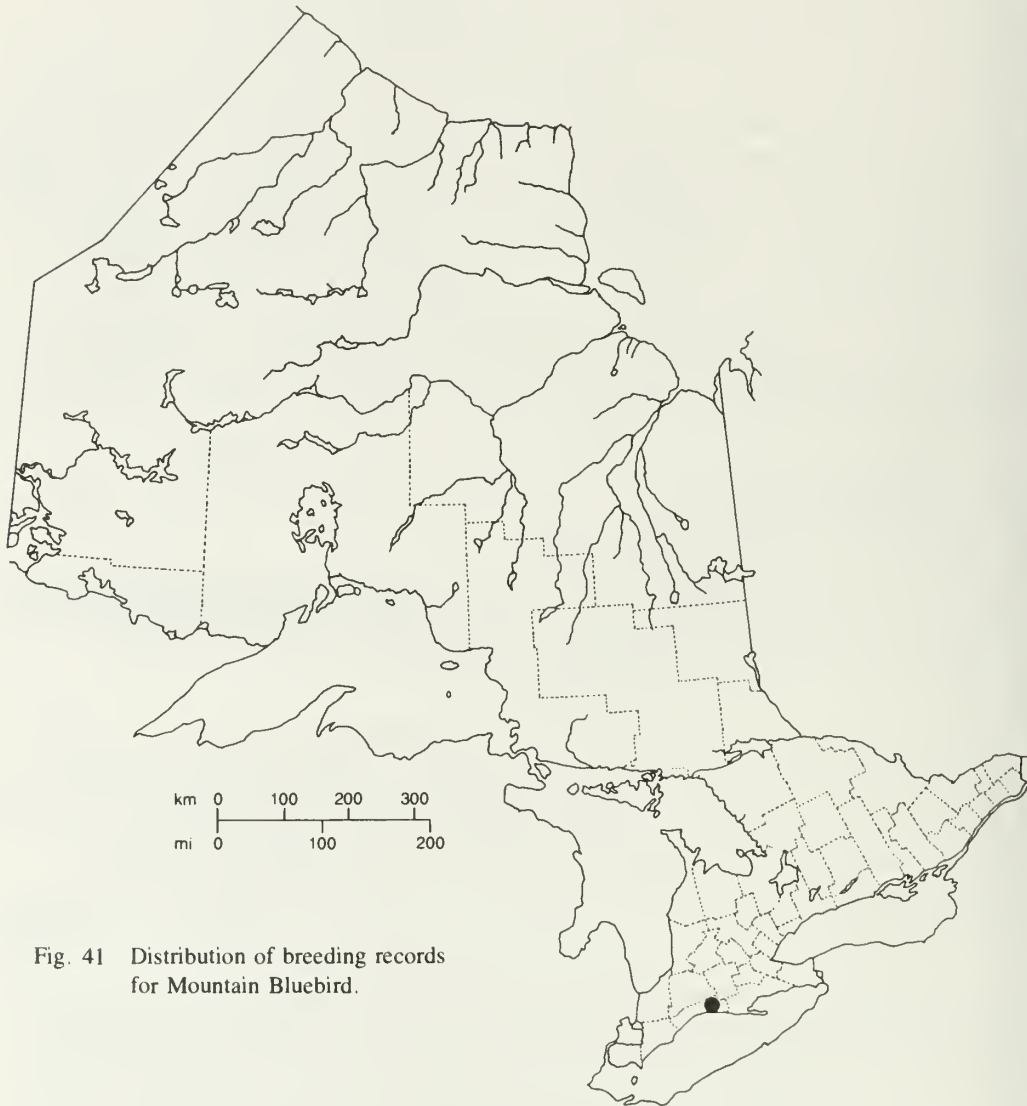 km 0 100 200 300
mi 0 100 200
Fig. 41 Distribution of breeding records
for Mountain Bluebird.